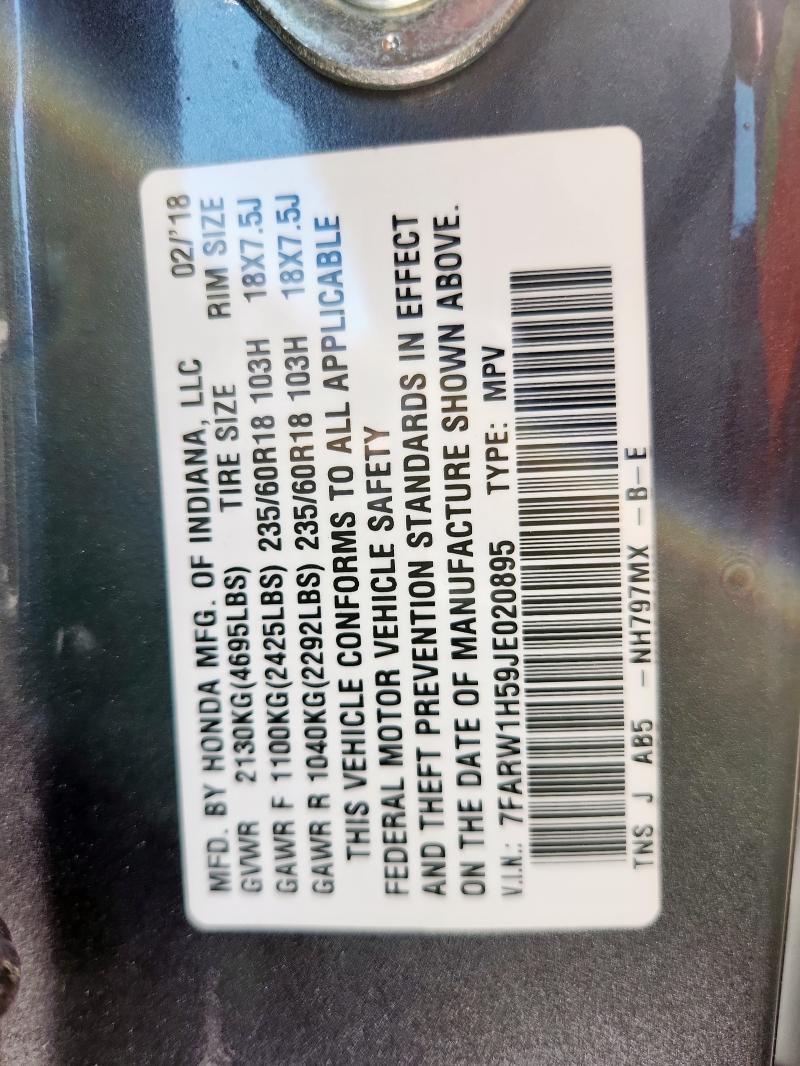 MFD. BY HONDA MFG. OF INDIANA, LLC 02/'18
GVWR 2130KG(4695LBS) TIRE SIZE RIM SIZE
GAWR F 1100KG(2425LBS) 235/60R18 103H 18X7.5J
GAWR R 1040KG(2292LBS) 235/60R18 103H 18X7.5J
THIS VEHICLE CONFORMS TO ALL APPLICABLE
FEDERAL MOTOR VEHICLE SAFETY
AND THEFT PREVENTION STANDARDS IN EFFECT
ON THE DATE OF MANUFACTURE SHOWN ABOVE.
V.I.N.: 7FARW1H59JE020895 TYPE: MPV
TNS J AB5 -NH797MX -B-E